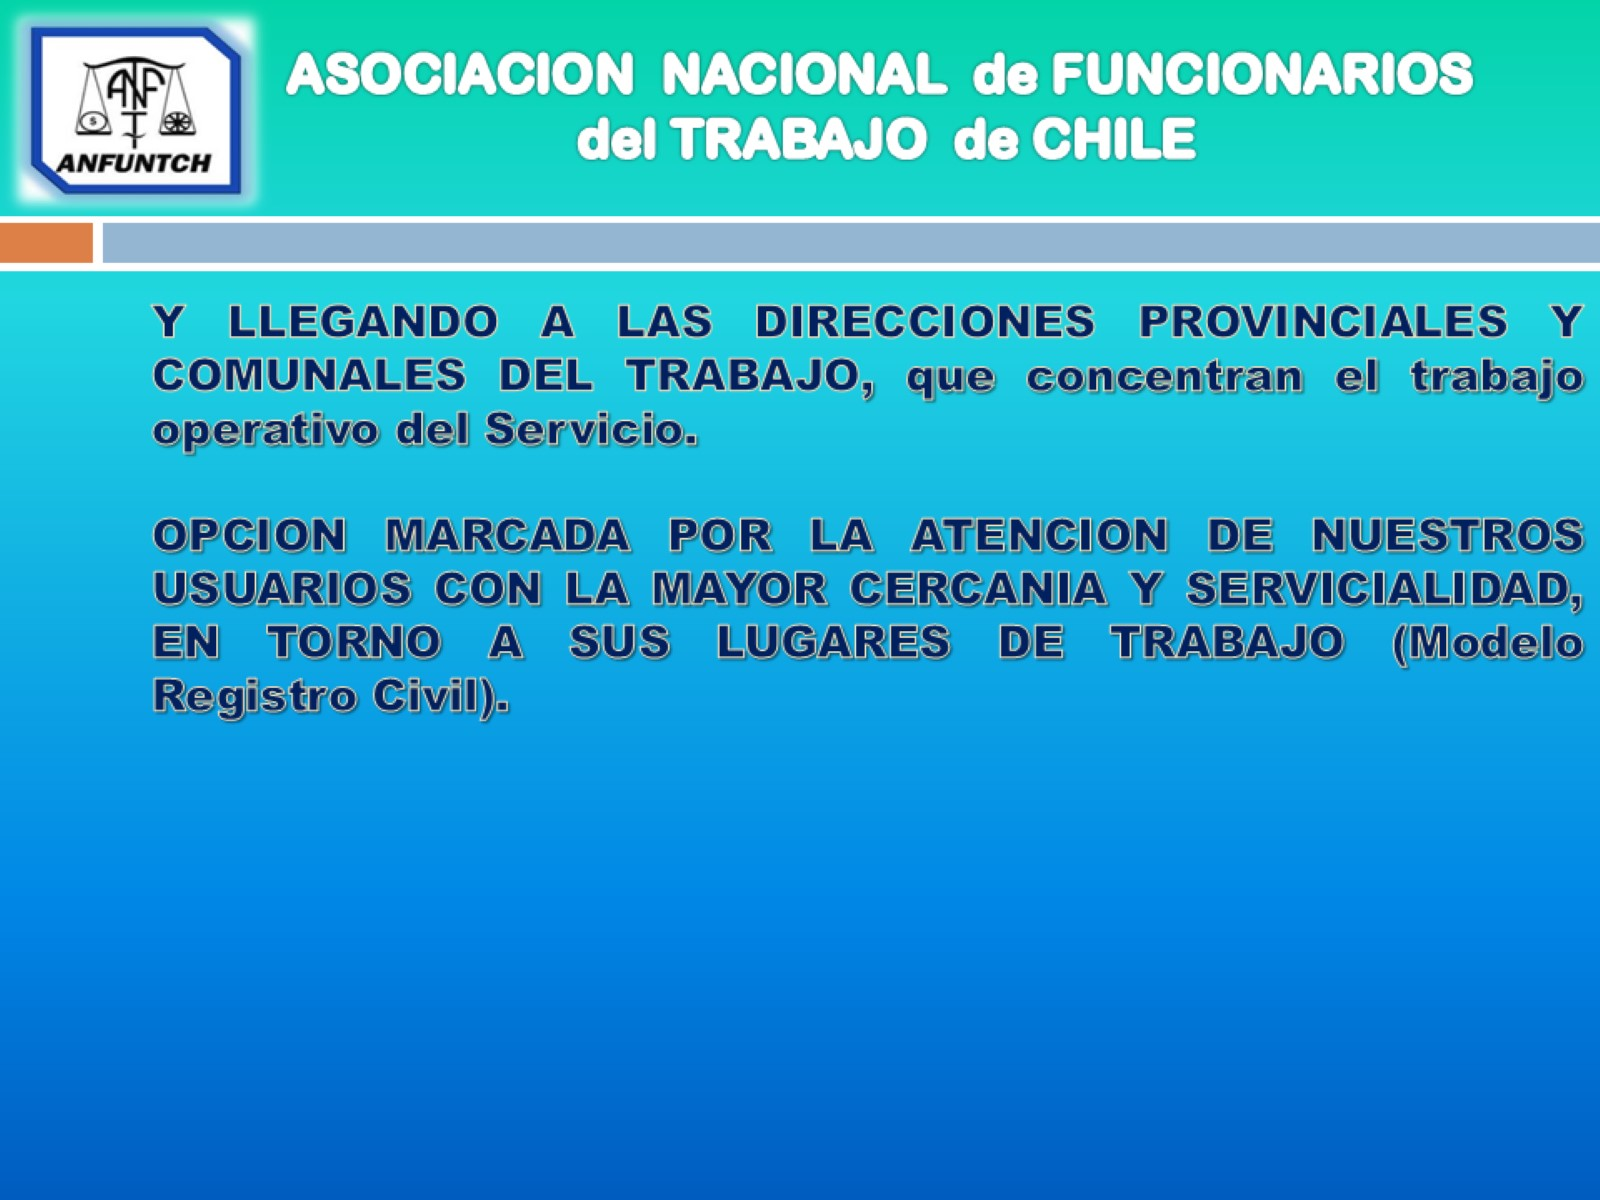 ANF
T
$
ANFUNTCH
ASOCIACION NACIONAL de FUNCIONARIOS
del TRABAJO de CHILE
Y LLEGANDO A LAS DIRECCIONES PROVINCIALES Y
COMUNALES DEL TRABAJO, que concentran el trabajo
operativo del Servicio.
OPCION MARCADA POR LA ATENCION DE NUESTROS
USUARIOS CON LA MAYOR CERCANIA Y SERVICIALIDAD,
EN TORNO A SUS LUGARES DE TRABAJO (Modelo
Registro Civil).